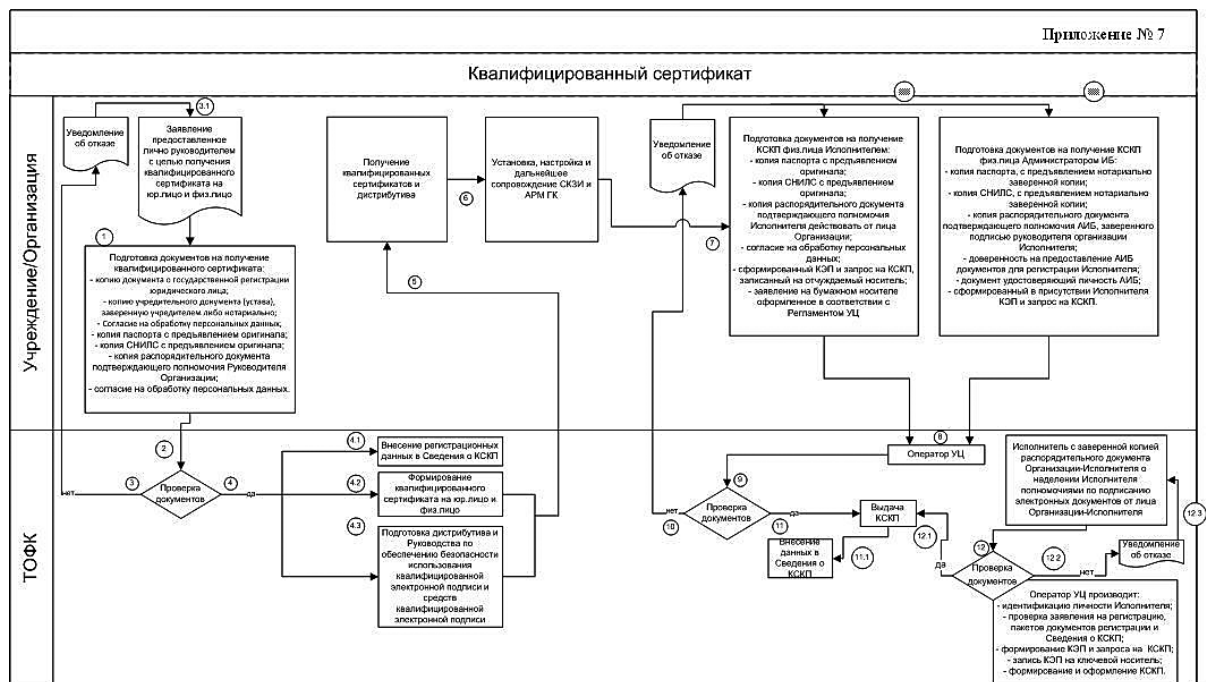 Приложение № 7
Квалифицированный сертификат
Учреждение/Организация
Уведомление
об отказе
3.1
Заявление
предоставленное
лично руководителем
с целью получения
квалифицированного
сертификата на
юр.лицо и физ.лицо
1
Подготовка документов на получение
квалифицированного сертификата:
- копию документа о государственной регистрации
юридического лица;
- копию учредительного документа (устава),
заверенную учредителем либо нотариально;
- Согласие на обработку персональных данных;
- копия паспорта с предъявлением оригинала;
- копия СНИЛС с предъявлением оригинала;
- копия распорядительного документа
подтверждающего полномочия Руководителя
Организации;
- согласие на обработку персональных данных.
Получение
квалифицированных
сертификатов и
дистрибутива
5
6
Установка, настройка и
дальнейшее
сопровождение СКЗИ и
АРМ ГК
7
Уведомление
об отказе
Подготовка документов на получение
КСКП физ.лица Исполнителем:
- копия паспорта с предъявлением
оригинала;
- копия СНИЛС с предъявлением
оригинала;
- копия распорядительного документа
подтверждающего полномочия
Исполнителя действовать от лица
Организации;
- согласие на обработку персональных
данных;
- сформированный КЭП и запрос на КСКП,
записанный на отчуждаемый носитель;
- заявление на бумажном носителе
оформленное в соответствии с
Регламентом УЦ
Подготовка документов на получение КСКП
физ.лица Администратором ИБ:
- копия паспорта, с предъявлением нотариально
заверенной копии;
- копия СНИЛС, с предъявлением нотариально
заверенной копии;
- копия распорядительного документа
подтверждающего полномочия АИБ, заверенного
подписью руководителя организации
Исполнителя;
- доверенность на предоставление АИБ
документов для регистрации Исполнителя;
- документ удостоверяющий личность АИБ;
- сформированный в присутствии Исполнителя
КЭП и запрос на КСКП.
ТОФК
2
нет
3
Проверка
документов
4
да
4.1
Внесение регистрационных
данных в Сведения о КСКП
4.2
Формирование
квалифицированного
сертификата на юр.лицо и
физ.лицо
4.3
Подготовка дистрибутива и
Руководства по
обеспечению безопасности
использования
квалифицированной
электронной подписи и
средств
квалифицированной
электронной подписи
8
Оператор УЦ
9
нет
10
Проверка
документов
11
да
Выдача
КСКП
11.1
Внесение
данных в
Сведения о
КСКП
12.1
да
Исполнитель с заверенной копией
распорядительного документа
Организации-Исполнителя о
наделении Исполнителя
полномочиями по подписанию
электронных документов от лица
Организации-Исполнителя
12.3
12
Проверка
документов
12.2
нет
Уведомление
об отказе
Оператор УЦ производит:
- идентификацию личности Исполнителя;
- проверка заявления на регистрацию,
пакетов документов регистрации и
Сведения о КСКП;
- формирование КЭП и запроса на КСКП;
- запись КЭП на ключевой носитель;
- формирование и оформление КСКП.